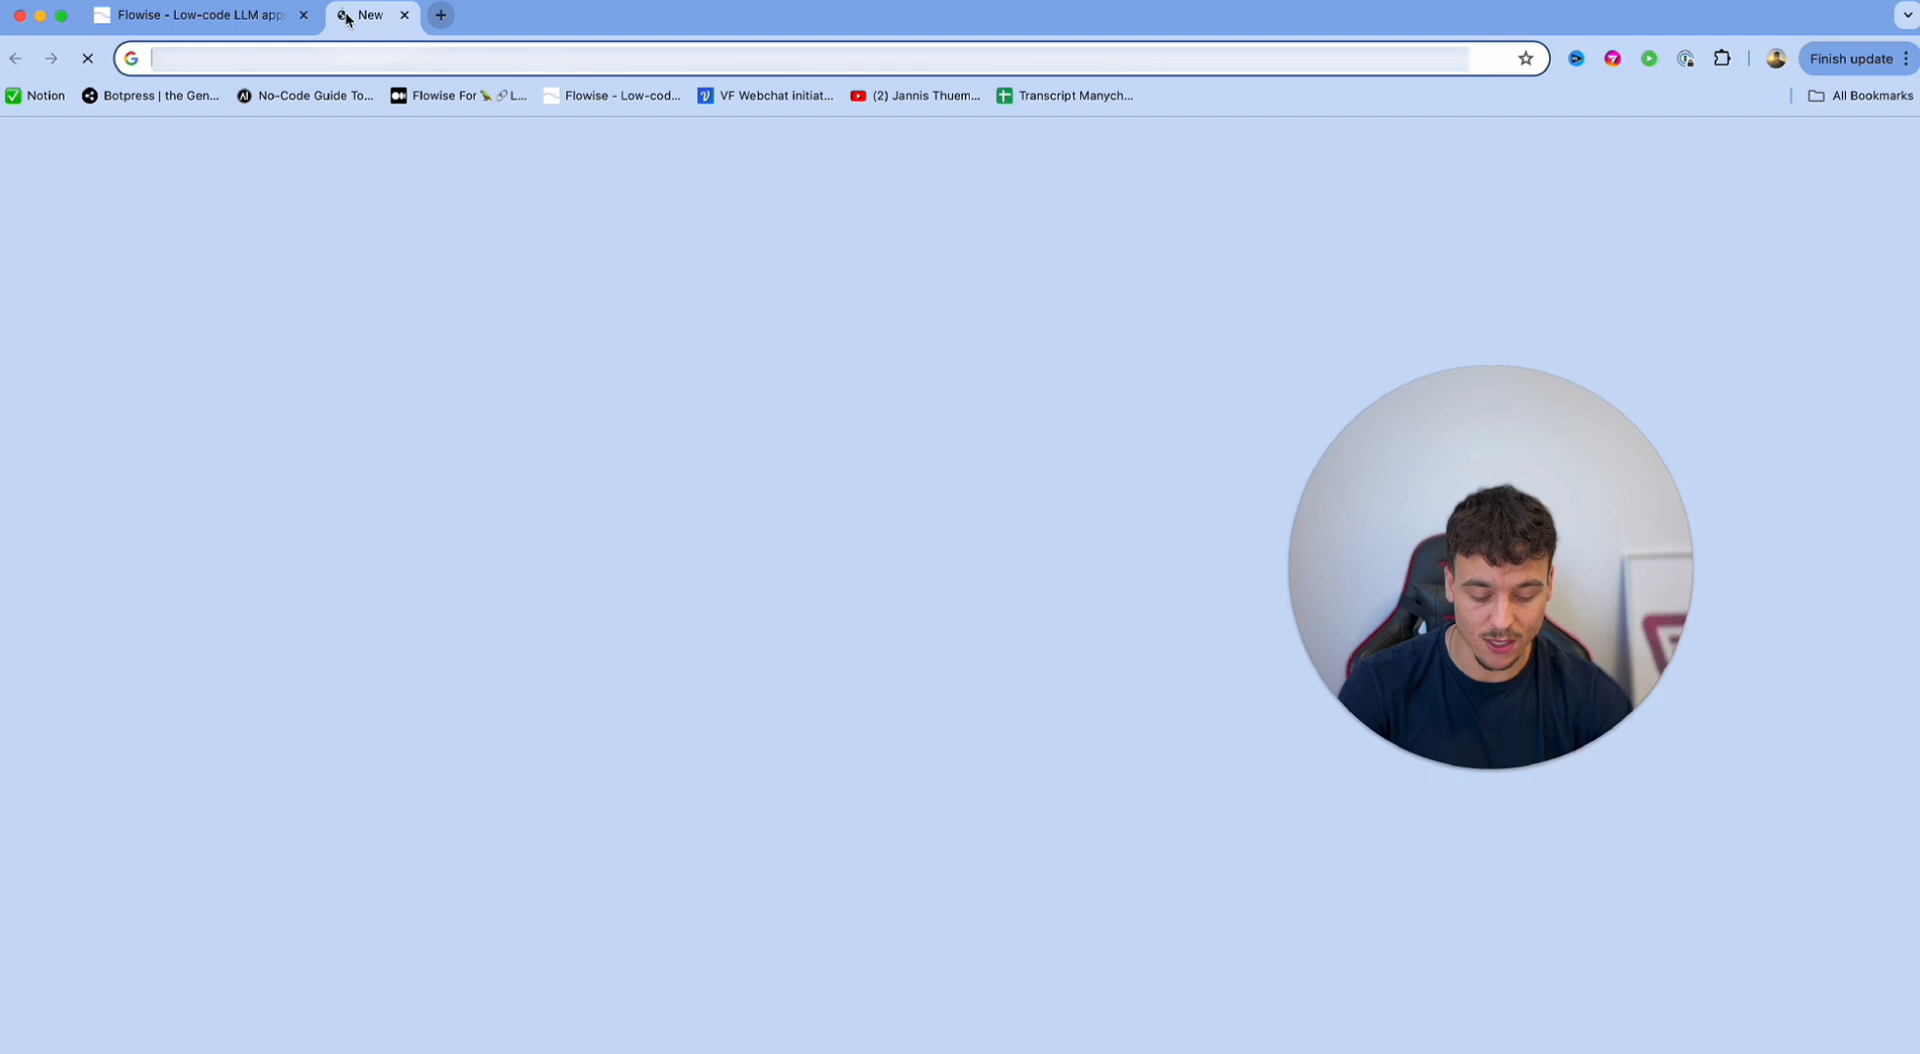 Flowise - Low-code LLM app
New
Finish update
Notion
Botpress | the Gen...
No-Code Guide To...
Flowise For 🦜🔗 L...
Flowise - Low-cod...
VF Webchat initiat...
(2) Jannis Thuem...
Transcript Manych...
All Bookmarks